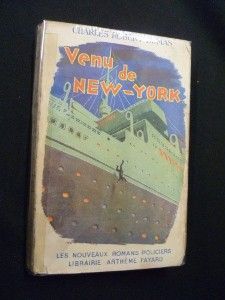 CHARLES ROBERT-DUMAS
Venu de
NEW-YORK
LES NOUVEAUX ROMANS POLICIERS
LIBRAIRIE ARTHÈME FAYARD